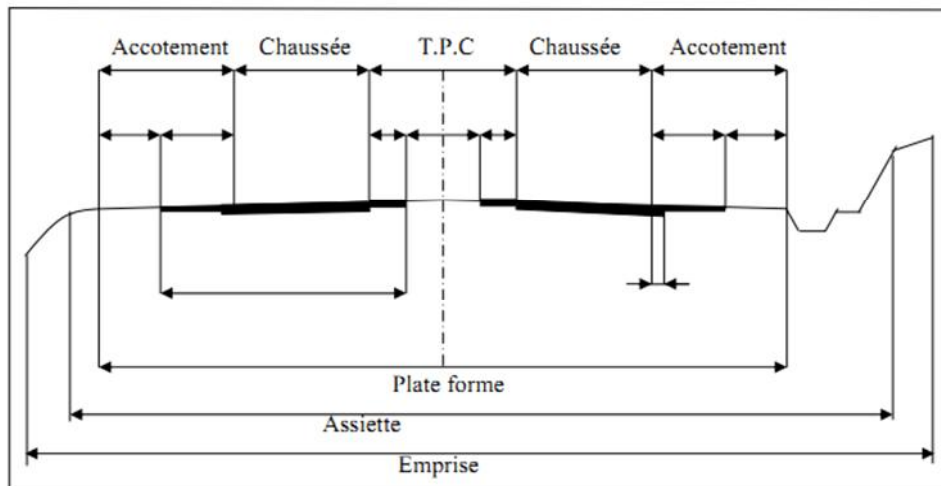 Accotement Chaussée T.P.C Chaussée Accotement
Plate forme
Assiette
Emprise